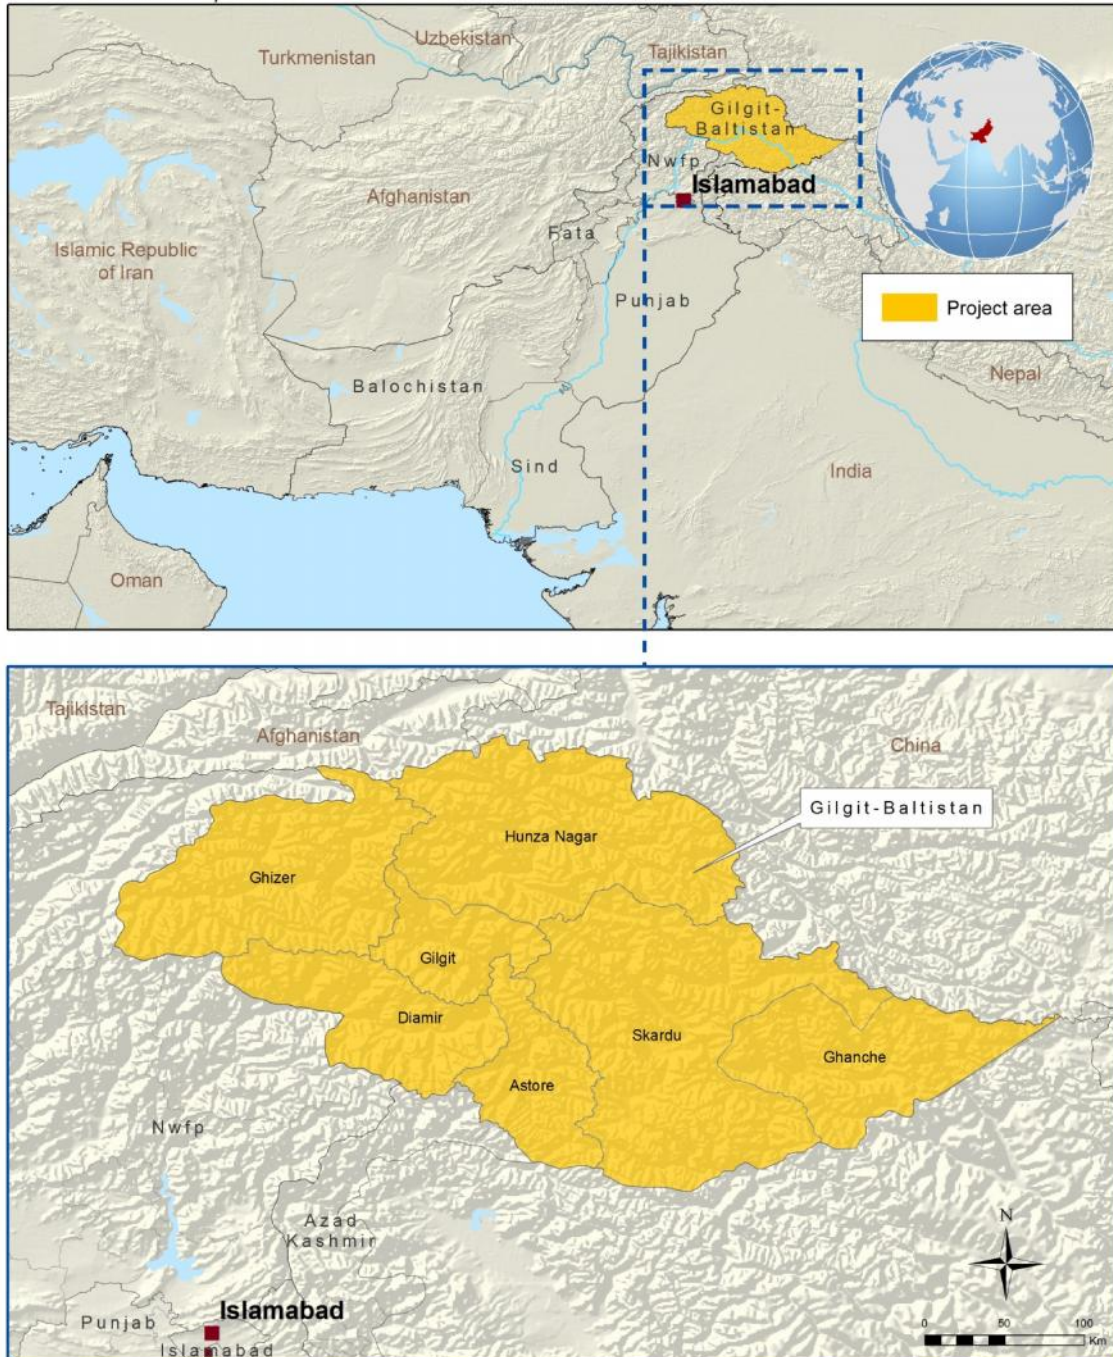 Uzbekistan
Turkmenistan
Tajikistan
Gilgit-
Baltistan
Nwfp
Islamabad
Afghanistan
Fata
Islamic Republic
of Iran
Punjab
Project area
Balochistan
Nepal
Sind
India
Oman
Tajikistan
Afghanistan
China
Gilgit-Baltistan
Hunza Nagar
Ghizer
Gilgit
Diamir
Skardu
Ghanche
Astore
Nwfp
Azad
Kashmir
N
Islamabad
Punjab
Islamabad
0 50 100
Km